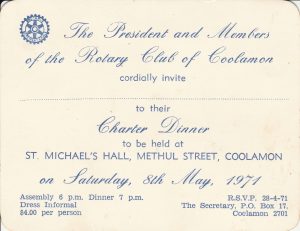 The President and Members
of the Rotary Club of Coolamon
cordially invite
to their
Charter Dinner
to be held at
ST. MICHAEL'S HALL, METHUL STREET, COOLAMON
on Saturday, 8th May, 1971
Assembly 6 p.m. Dinner 7 p.m.
Dress Informal
$4.00 per person
R.S.V.P. 28-4-71
The Secretary, P.O. Box 17,
Coolamon 2701